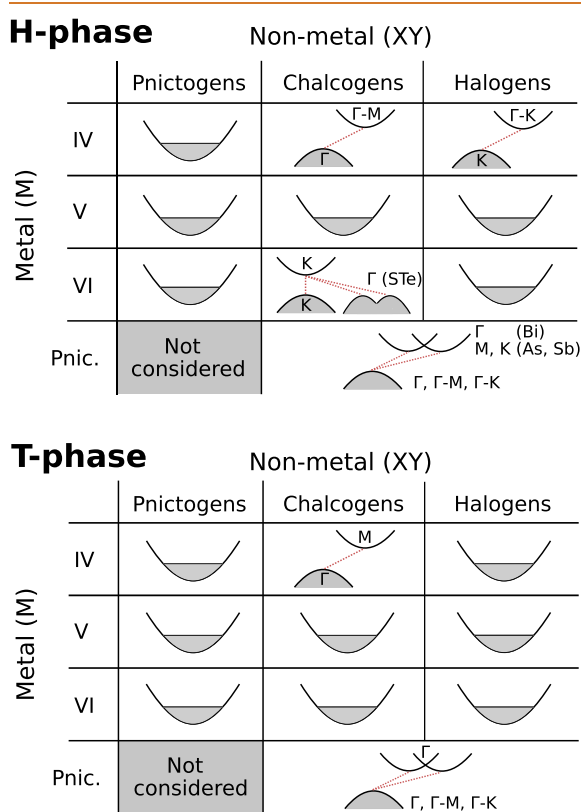 H-phase
Non-metal (XY)
Pnictogens Chalcogens Halogens
Metal (M)
IV
Γ-M
Γ
Γ-K
K
V
VI
K
K
Γ (STe)
Pnic.
Not
considered
Γ (Bi)
M, K (As, Sb)
Γ, Γ-M, Γ-K
T-phase
Non-metal (XY)
Pnictogens Chalcogens Halogens
Metal (M)
IV
M
Γ
V
VI
Pnic.
Not
considered
Γ
Γ, Γ-M, Γ-K